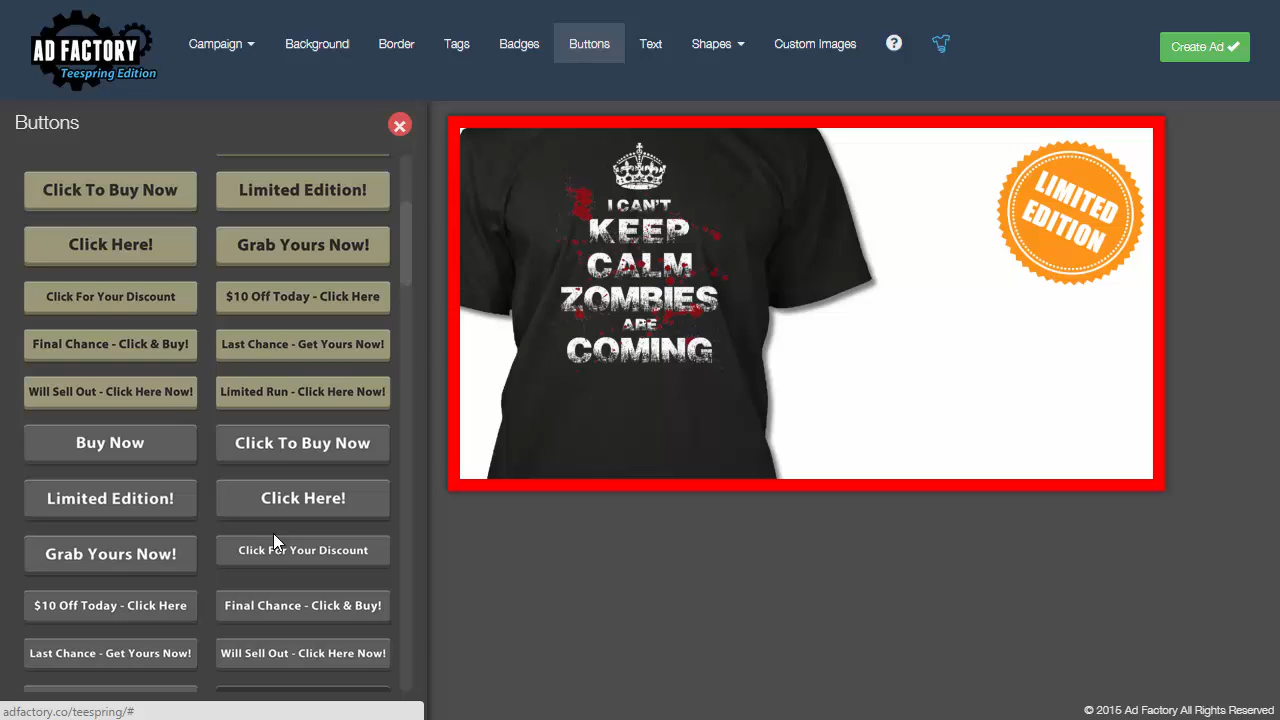 AD FACTORY
Teespring Edition
Campaign
Background
Border
Tags
Badges
Buttons
Text
Shapes
Custom Images
?
Create Ad
Buttons
Click To Buy Now
Limited Edition!
Click Here!
Grab Yours Now!
Click For Your Discount
$10 Off Today - Click Here
Final Chance - Click & Buy!
Last Chance - Get Yours Now!
Will Sell Out - Click Here Now!
Limited Run - Click Here Now!
Buy Now
Click To Buy Now
Limited Edition!
Click Here!
Grab Yours Now!
Click For Your Discount
$10 Off Today - Click Here
Final Chance - Click & Buy!
Last Chance - Get Yours Now!
Will Sell Out - Click Here Now!
I CAN'T
KEEP
CALM
ZOMBIES
ARE
COMING
LIMITED
EDITION
adfactory.co/teespring/#
© 2015 Ad Factory All Rights Reserved